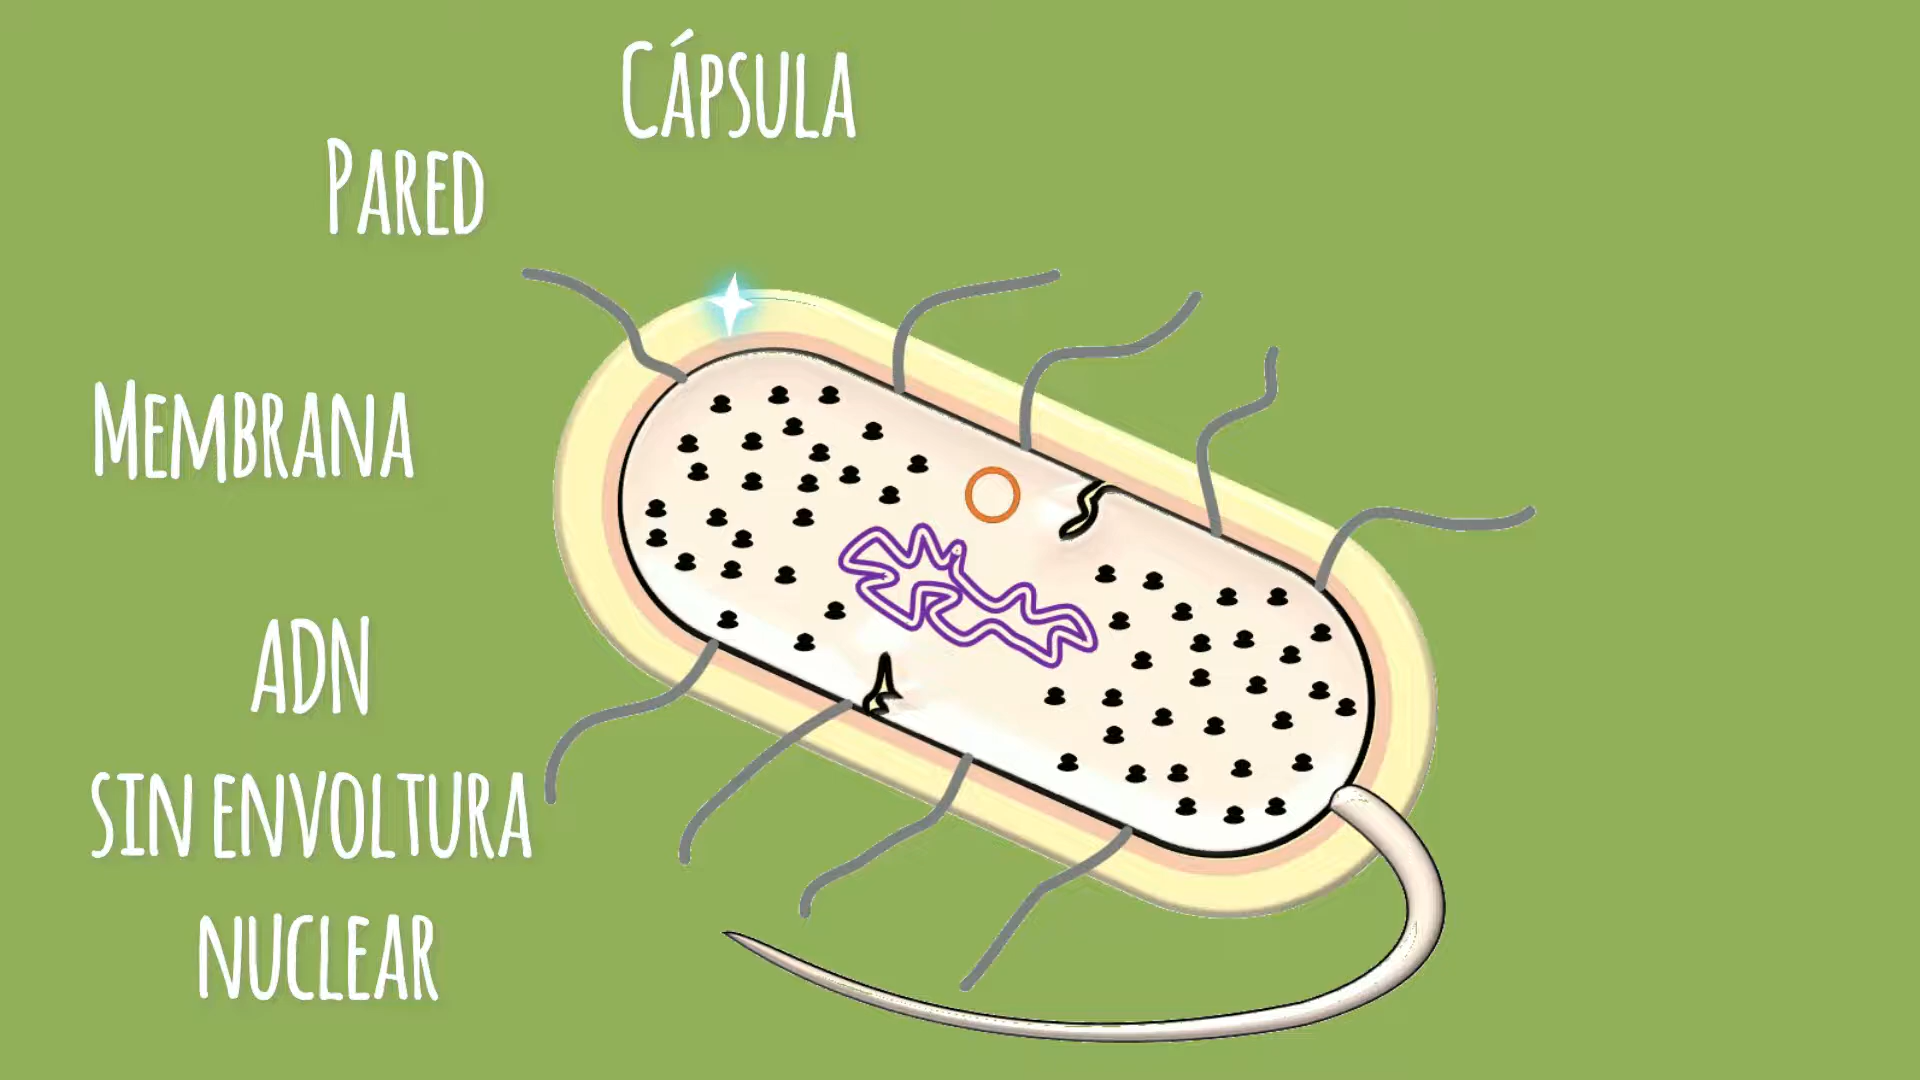 Cápsula
Pared
Membrana
ADN
sin envoltura
nuclear